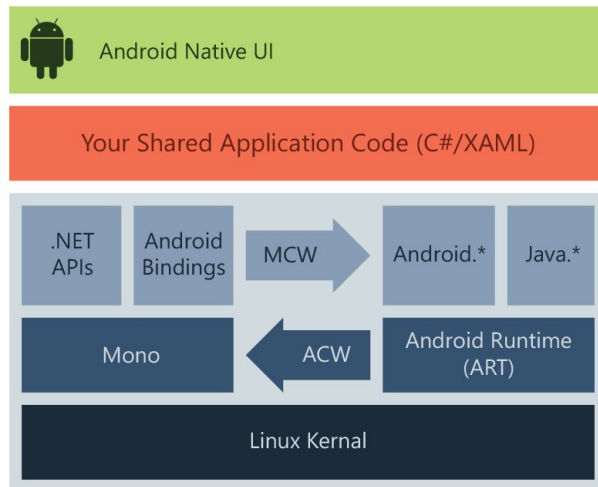 Android Native UI
Your Shared Application Code (C#/XAML)
.NET
APIs
Android
Bindings
MCW
Android.*
Java.*
Mono
ACW
Android Runtime
(ART)
Linux Kernal